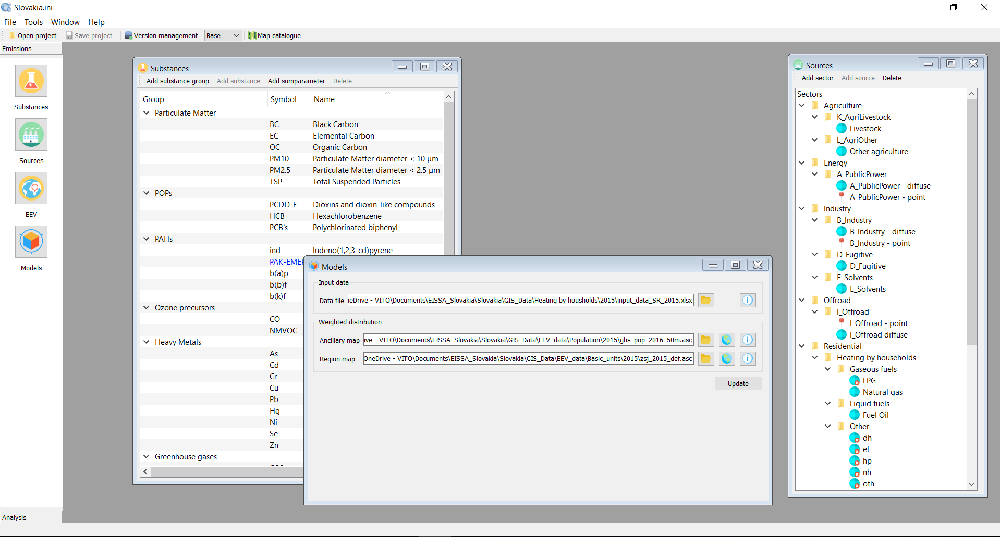 Slovakia.ini
File Tools Window Help
Open project Save project Version management Base Map catalogue
Emissions
Substances
Sources
EEV
Models
Analysis
Substances
Add substance group Add substance Add sumparameter Delete
Group Symbol Name
Particulate Matter
BC Black Carbon
EC Elemental Carbon
OC Organic Carbon
PM10 Particulate Matter diameter < 10 µm
PM2.5 Particulate Matter diameter < 2.5 µm
TSP Total Suspended Particles
POPs
PCDD-F Dioxins and dioxin-like compounds
HCB Hexachlorobenzene
PCB's Polychlorinated biphenyl
PAHs
ind Indeno(1,2,3-cd)pyrene
b(a)p
b(b)f
b(k)f
Ozone precursors
CO
NMVOC
Heavy Metals
As
Cd
Cr
Cu
Pb
Hg
Ni
Se
Zn
Greenhouse gases
Models
Input data
Data file eDrive - VITO\Documents\EISSA_Slovakia\Slovakia\GIS_Data\Heating by housholds\2015\input_data_SR_2015.xlsx
Weighted distribution
Ancillary map ive - VITO\Documents\EISSA_Slovakia\Slovakia\GIS_Data\EEV_data\Population\2015\ghs_pop_2016_50m.asc
Region map OneDrive - VITO\Documents\EISSA_Slovakia\Slovakia\GIS_Data\EEV_data\Basic_units\2015\zsj_2015_def.asc
Update
Sources
Add sector Add source Delete
Sectors
Agriculture
K_AgriLivestock
Livestock
L_AgriOther
Other agriculture
Energy
A_PublicPower
A_PublicPower - diffuse
A_PublicPower - point
Industry
B_Industry
B_Industry - diffuse
B_Industry - point
D_Fugitive
D_Fugitive
E_Solvents
E_Solvents
Offroad
I_Offroad
I_Offroad - point
I_Offroad diffuse
Residential
Heating by households
Gaseous fuels
LPG
Natural gas
Liquid fuels
Fuel Oil
Other
dh
el
hp
nh
oth